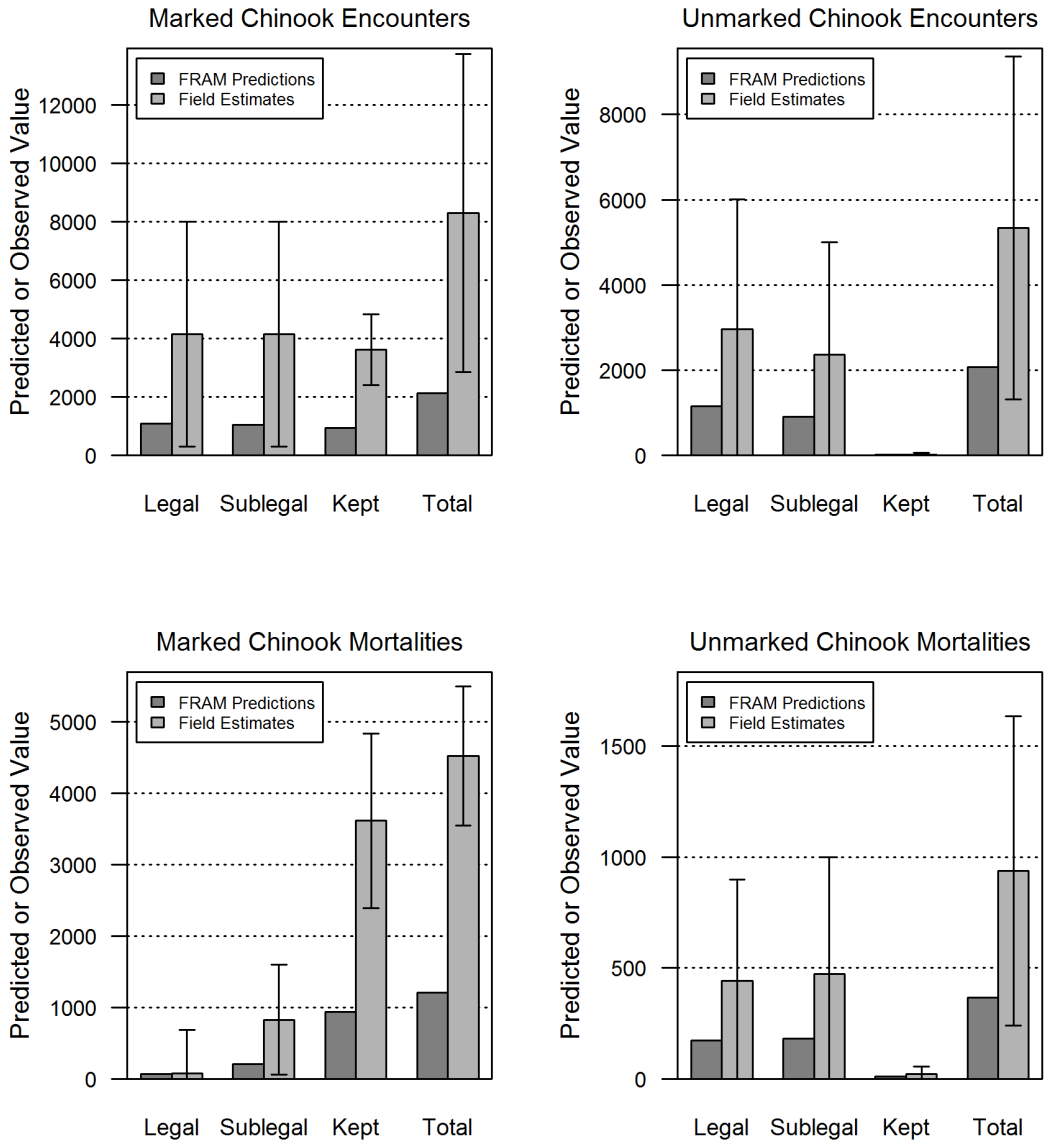 Marked Chinook Encounters
Predicted or Observed Value
FRAM Predictions
Field Estimates
12000
10000
8000
6000
4000
2000
0
Legal Sublegal Kept Total
Unmarked Chinook Encounters
Predicted or Observed Value
FRAM Predictions
Field Estimates
8000
6000
4000
2000
0
Legal Sublegal Kept Total
Marked Chinook Mortalities
Predicted or Observed Value
FRAM Predictions
Field Estimates
5000
4000
3000
2000
1000
0
Legal Sublegal Kept Total
Unmarked Chinook Mortalities
Predicted or Observed Value
FRAM Predictions
Field Estimates
1500
1000
500
0
Legal Sublegal Kept Total